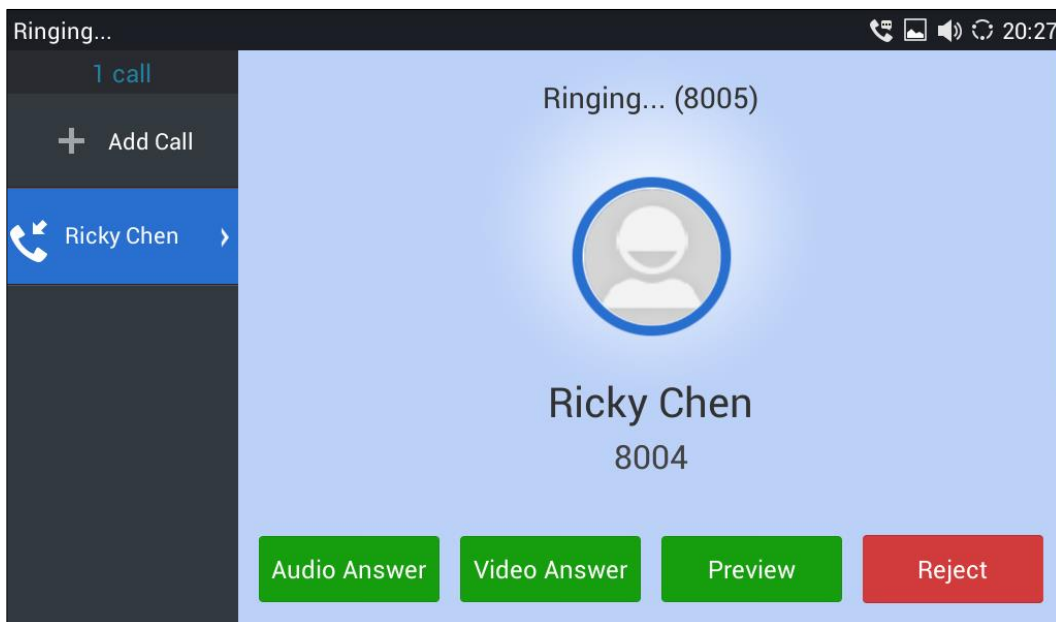 Ringing...
20:27
1 call
Add Call
Ricky Chen
Ringing... (8005)
Ricky Chen
8004
Audio Answer
Video Answer
Preview
Reject